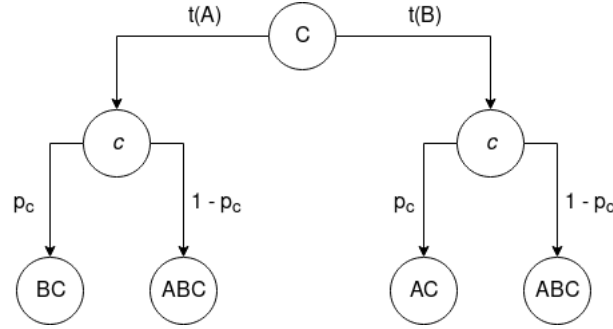 t(A) C t(B)
c c
p_c 1 - p_c p_c 1 - p_c
BC ABC AC ABC